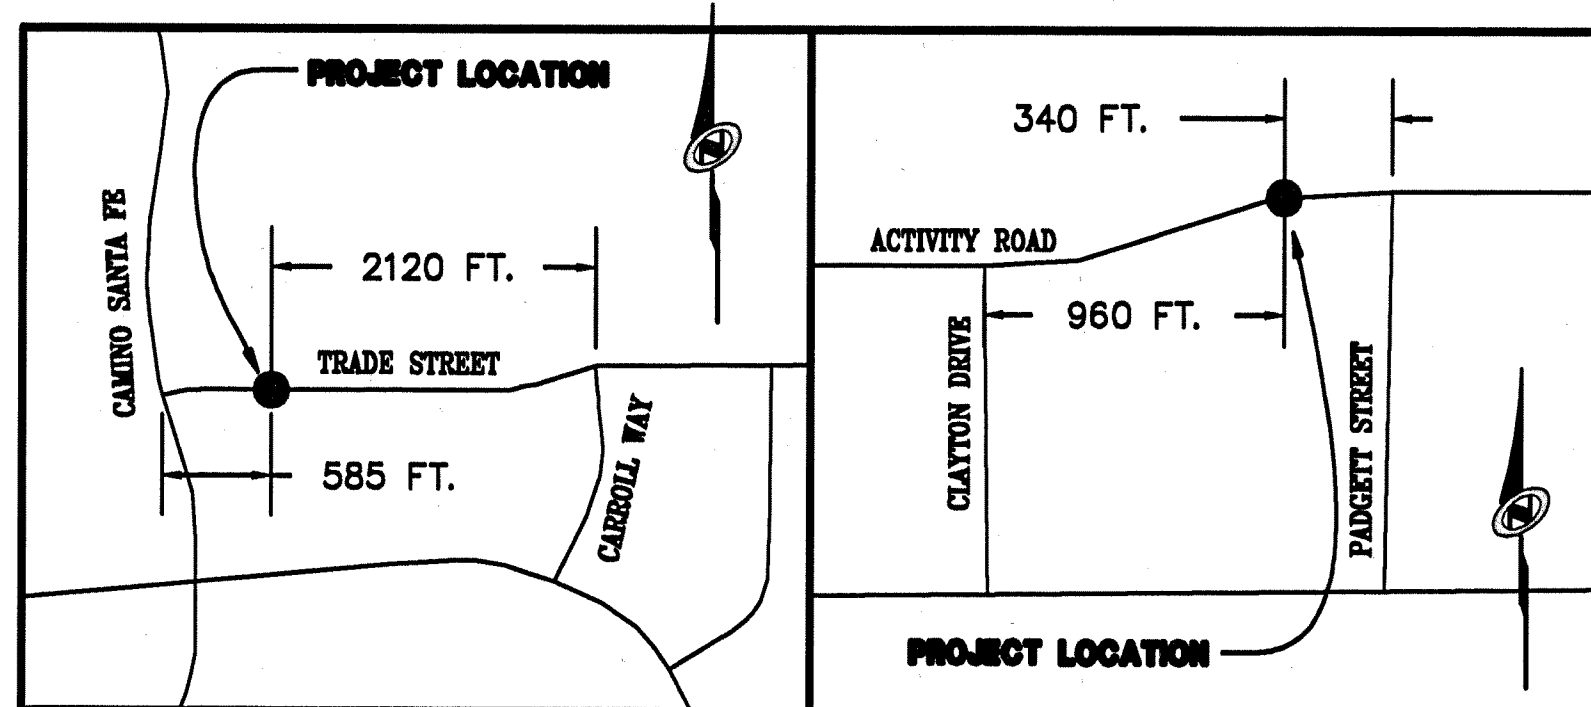 PROJECT LOCATION
CAMINO SANTA FE
2120 FT.
TRADE STREET
585 FT.
CARROLL WAY
N
340 FT.
ACTIVITY ROAD
960 FT.
CLAYTON DRIVE
PADGETT STREET
N
PROJECT LOCATION